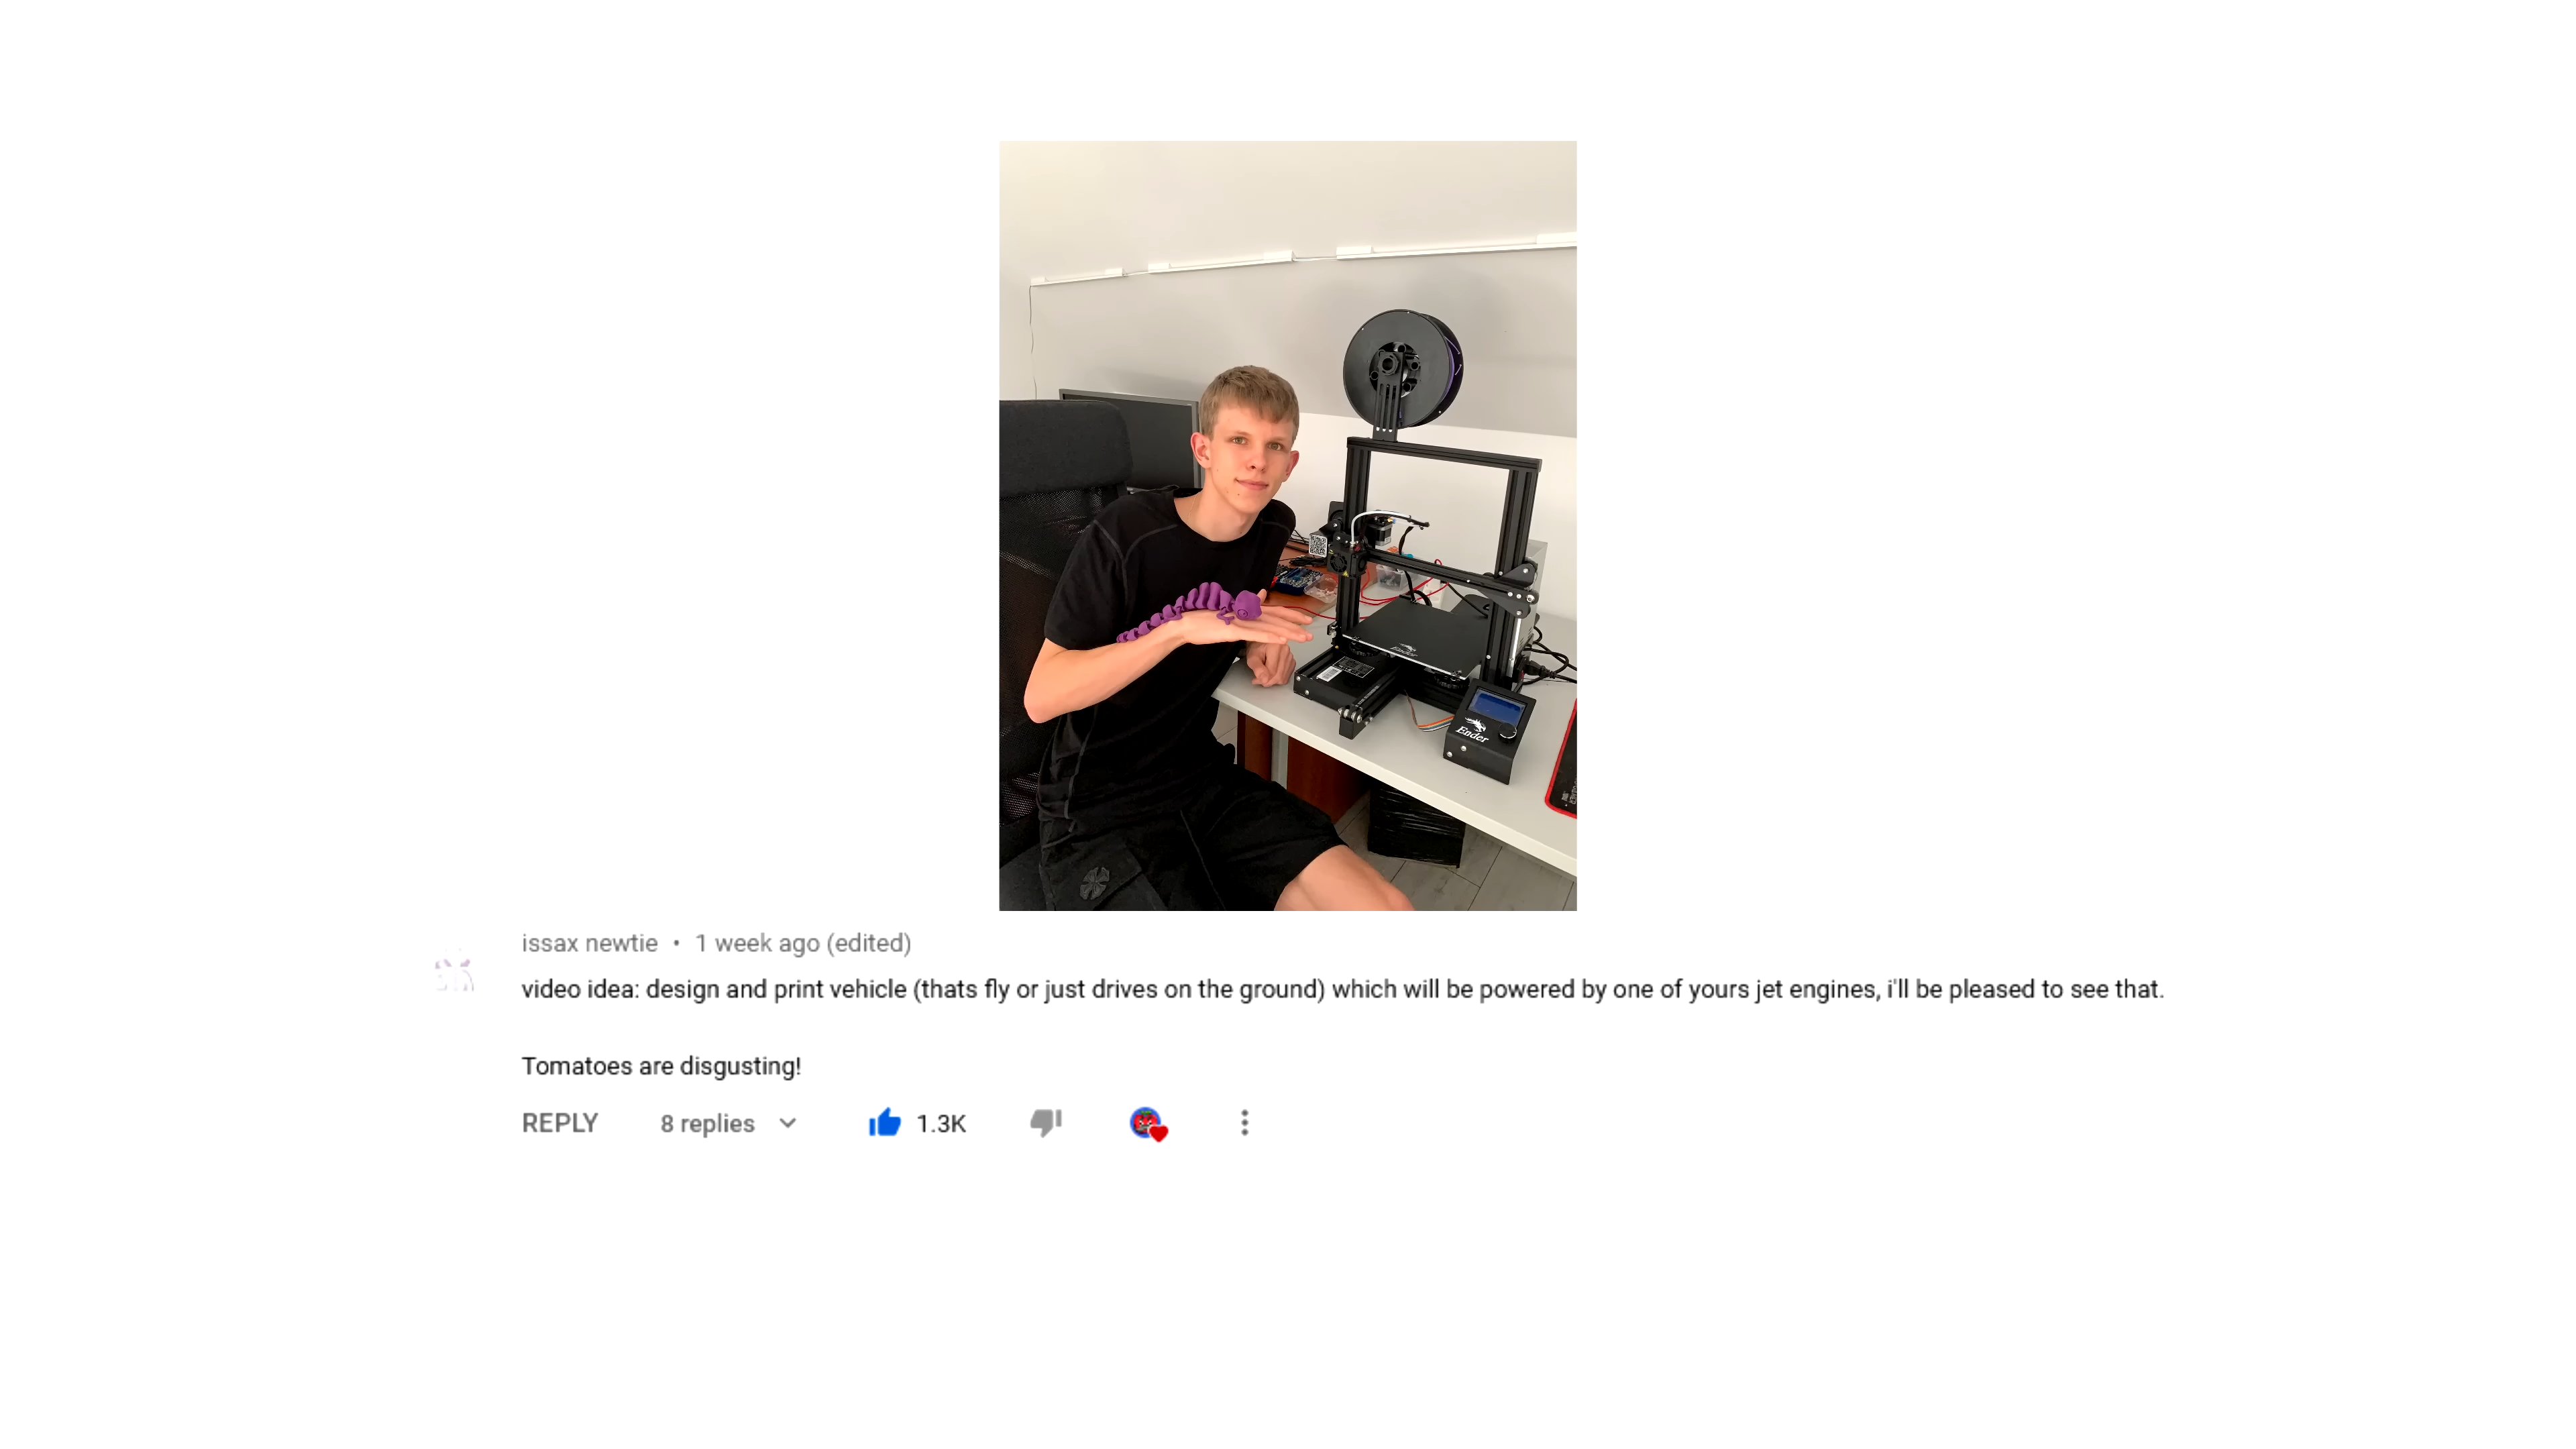 Ender
Ender
issax newtie • 1 week ago (edited)
video idea: design and print vehicle (thats fly or just drives on the ground) which will be powered by one of yours jet engines, i'll be pleased to see that.
Tomatoes are disgusting!
REPLY 8 replies 1.3K